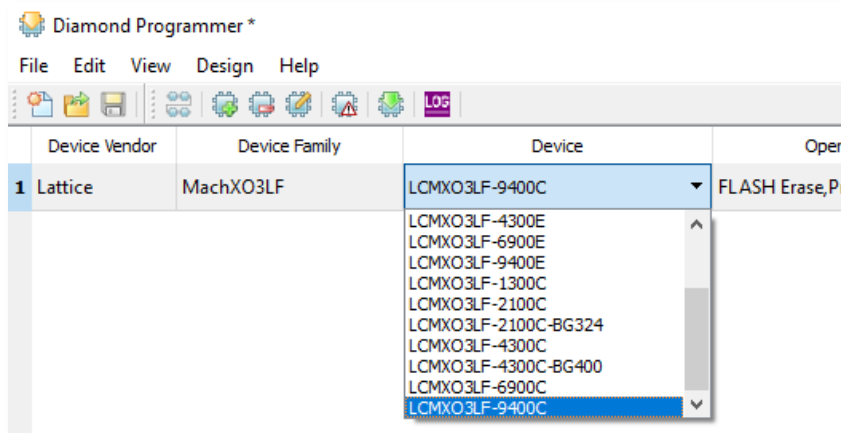 Diamond Programmer *
File Edit View Design Help
LOG
Device Vendor Device Family Device
1 Lattice MachXO3LF LCMXO3LF-9400C FLASH Erase,
LCMXO3LF-4300E
LCMXO3LF-6900E
LCMXO3LF-9400E
LCMXO3LF-1300C
LCMXO3LF-2100C
LCMXO3LF-2100C-BG324
LCMXO3LF-4300C
LCMXO3LF-4300C-BG400
LCMXO3LF-6900C
LCMXO3LF-9400C